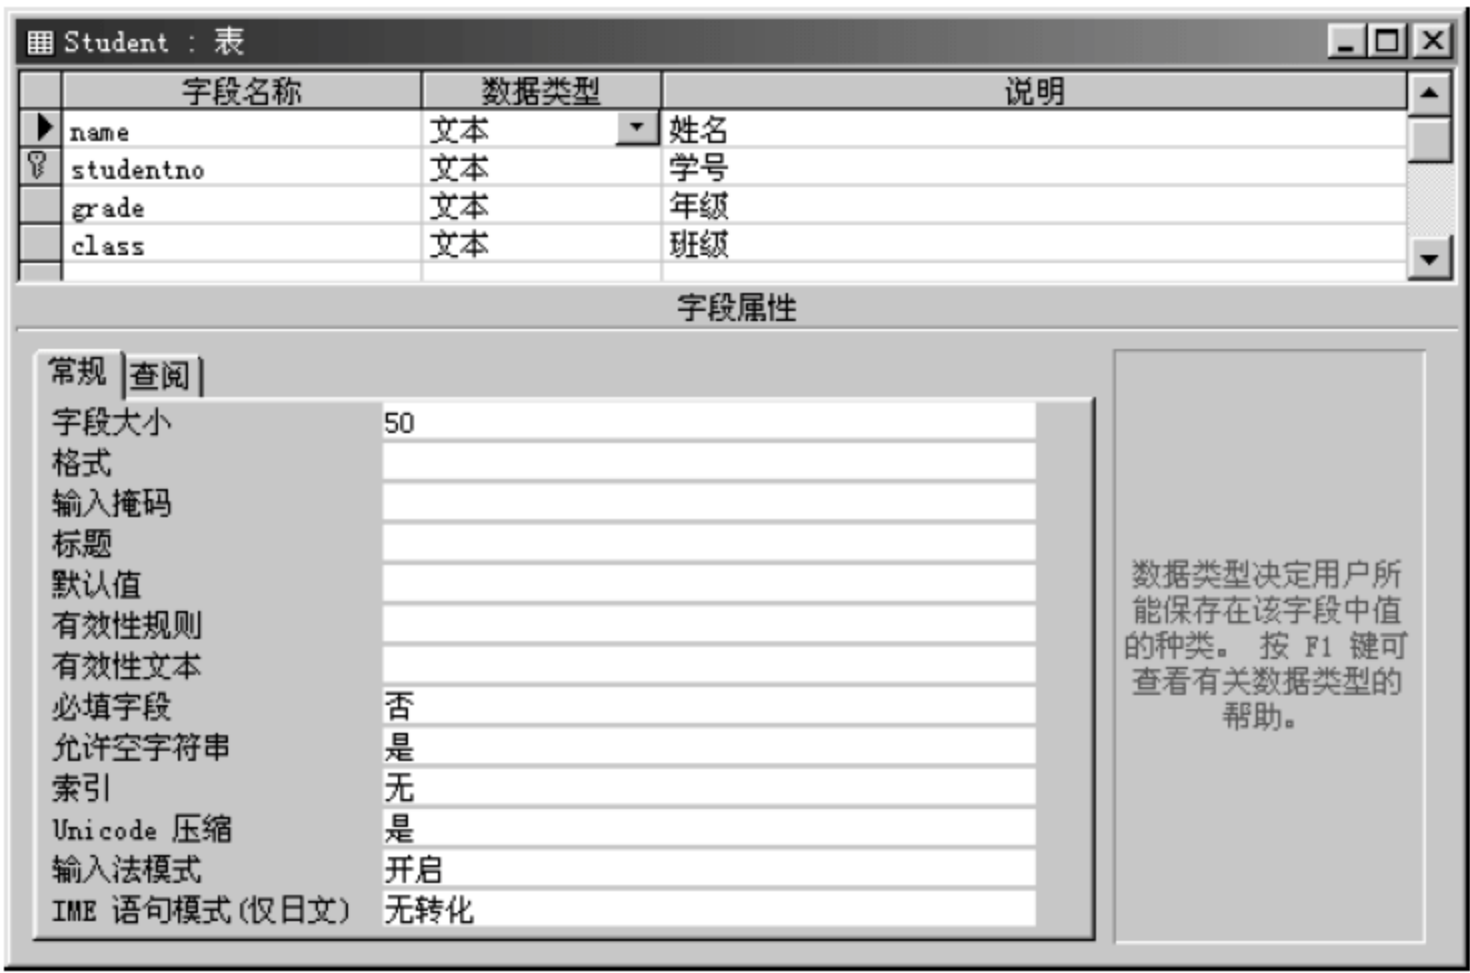 Student : 表
字段名称 数据类型 说明
name 文本 姓名
studentno 文本 学号
grade 文本 年级
class 文本 班级
字段属性
常规 查阅
字段大小 50
格式
输入掩码
标题
默认值
有效性规则
有效性文本
必填字段 否
允许空字符串 是
索引 无
Unicode 压缩 是
输入法模式 开启
IME 语句模式(仅日文) 无转化
数据类型决定用户所
能保存在该字段中值
的种类。 按 F1 键可
查看有关数据类型的
帮助。